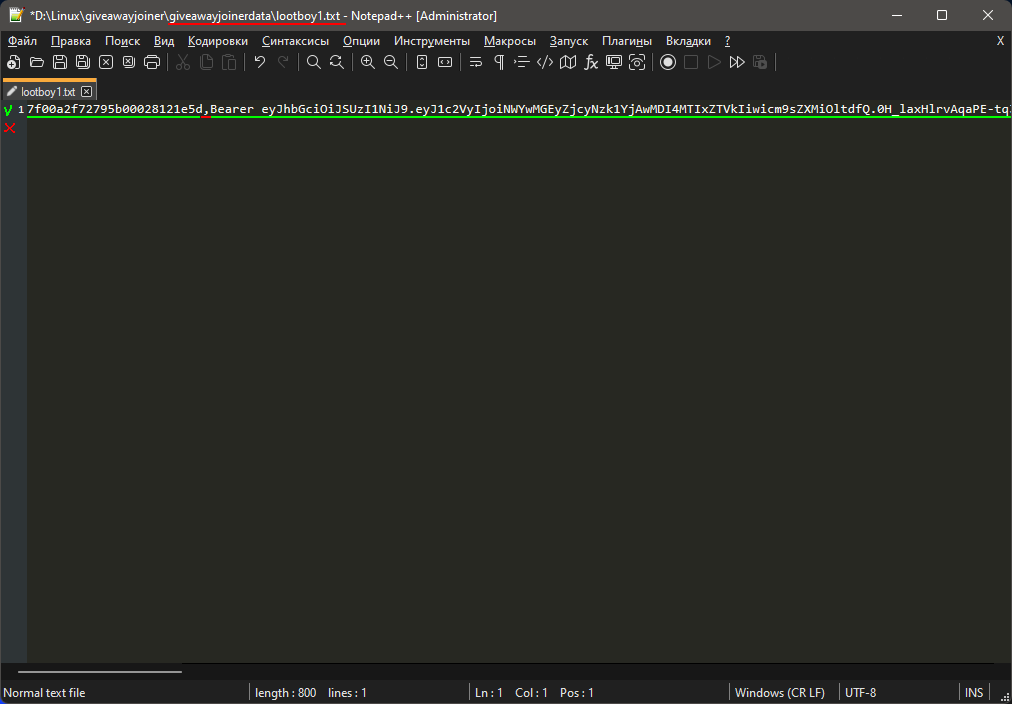 *D:\Linux\giveawayjoiner\giveawayjoinerdata\lootboy1.txt - Notepad++ [Administrator]
Файл Правка Поиск Вид Кодировки Синтаксисы Опции Инструменты Макросы Запуск Плагины Вкладки ? X
lootboy1.txt
1 7f00a2f72795b00028121e5d,Bearer eyJhbGciOiJSUzI1NiJ9.eyJ1c2VyIjoiNWYwMGEyZjcyNzk1YjAwMDI4MTIxZTVkIiwicm9sZXMiOltdfQ.0H_laxHlrvAqaPE-tq
Normal text file length : 800 lines : 1 Ln : 1 Col : 1 Pos : 1 Windows (CR LF) UTF-8 INS